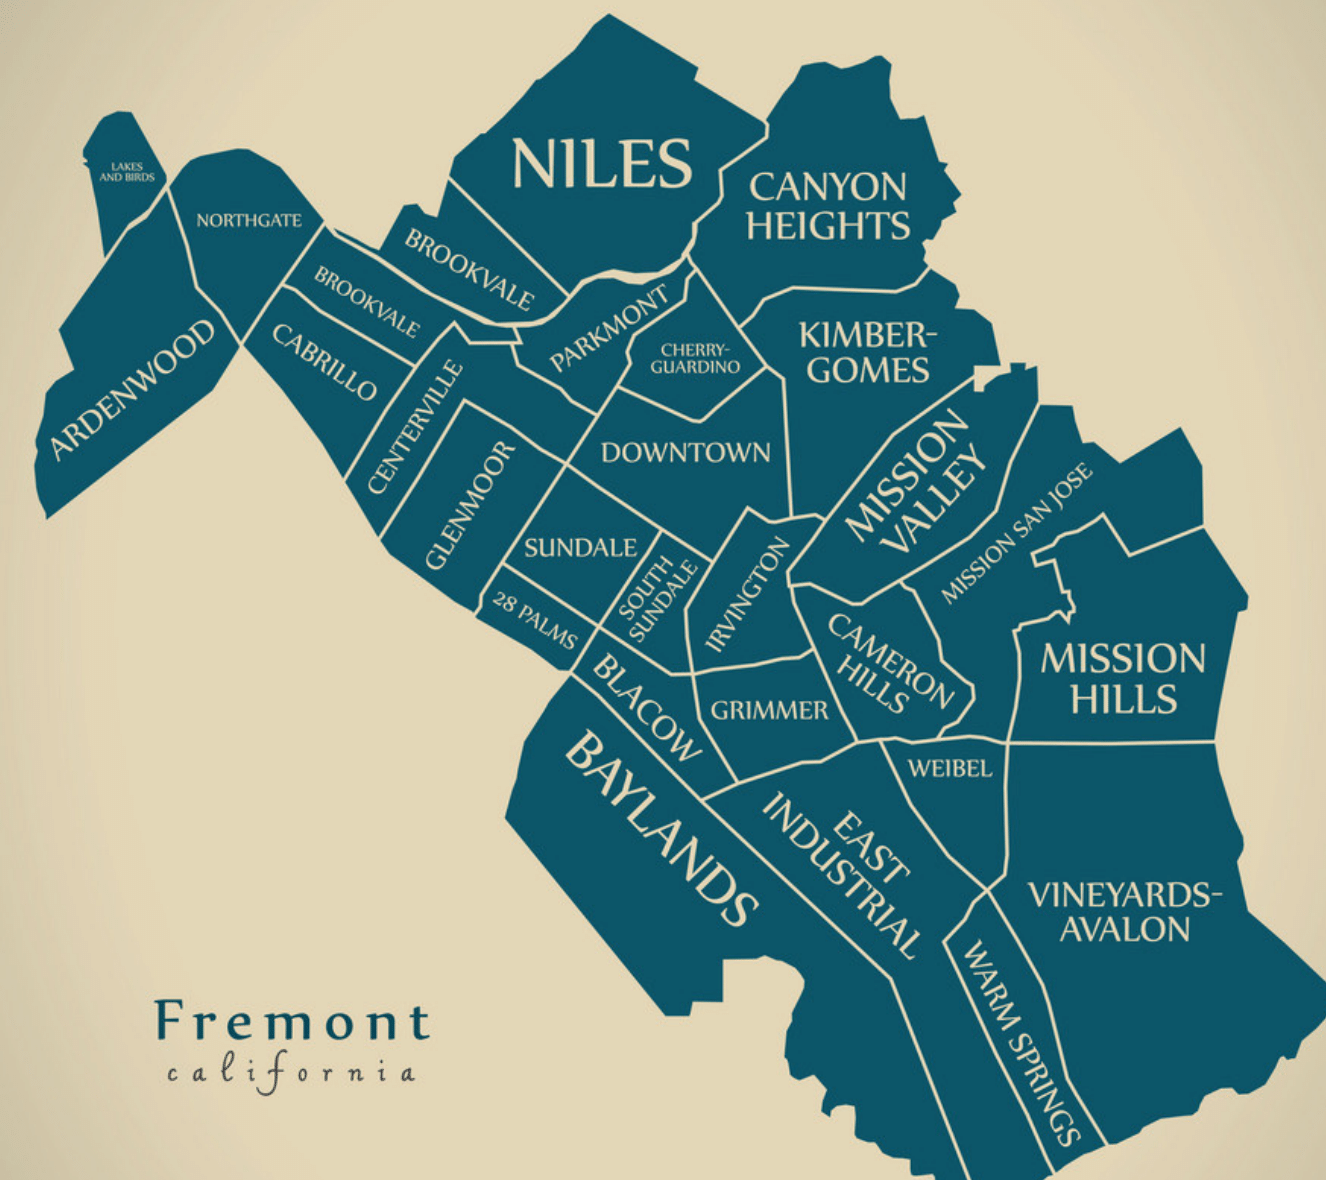 NILES
LAKES
AND BIRDS
CANYON
HEIGHTS
NORTHGATE
BROOKVALE
BROOKVALE
PARKMONT
CABRILLO
KIMBER-
GOMES
CHERRY-
GUARDINO
ARDENWOOD
CENTERVILLE
DOWNTOWN
MISSION
VALLEY
GLENMOOR
MISSION SAN JOSE
SUNDALE
SOUTH
SUNDALE
IRVINGTON
28 PALMS
CAMERON
HILLS
MISSION
HILLS
BLACOW
GRIMMER
WEIBEL
BAYLANDS
EAST
INDUSTRIAL
VINEYARDS-
AVALON
WARM SPRINGS
Fremont
california